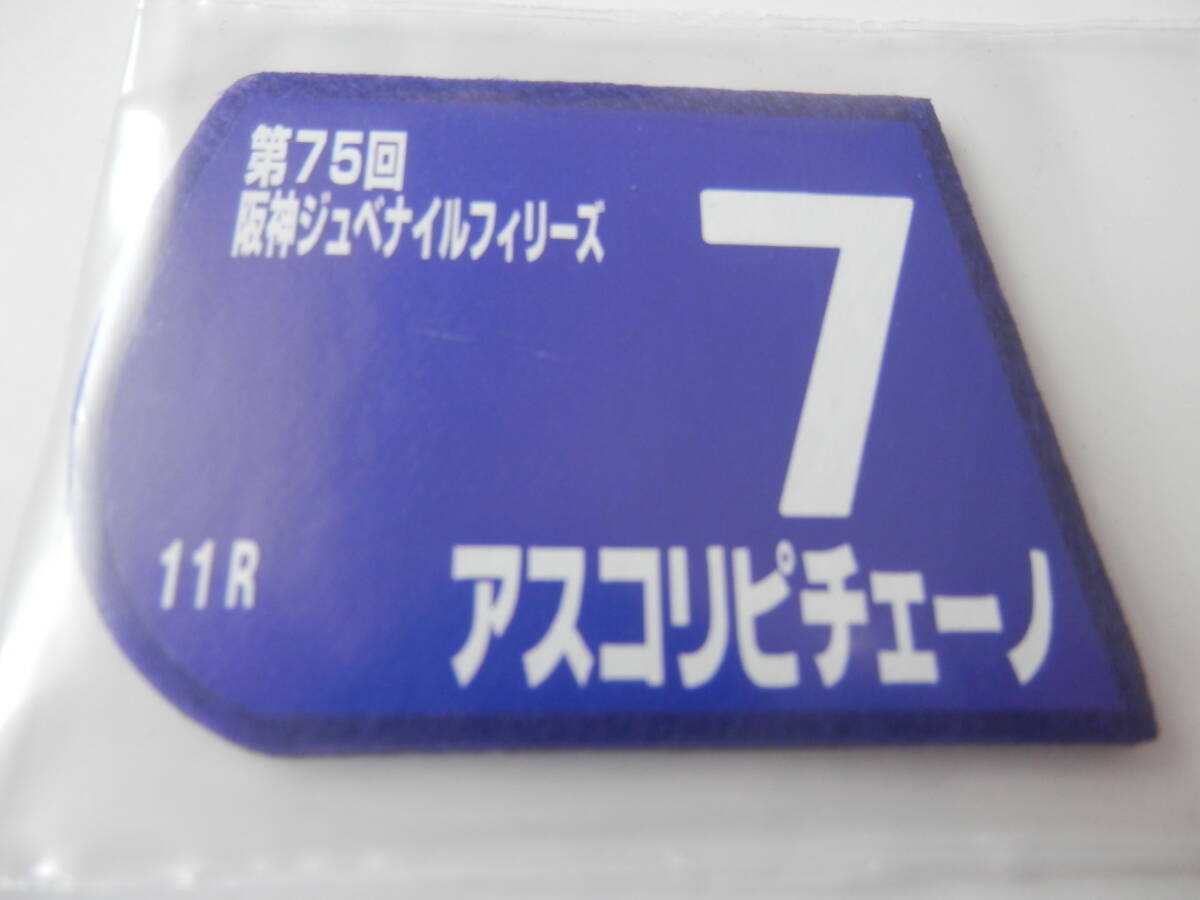 第75回
阪神ジュベナイルフィリーズ
7
11R
アスコリピチェーノ